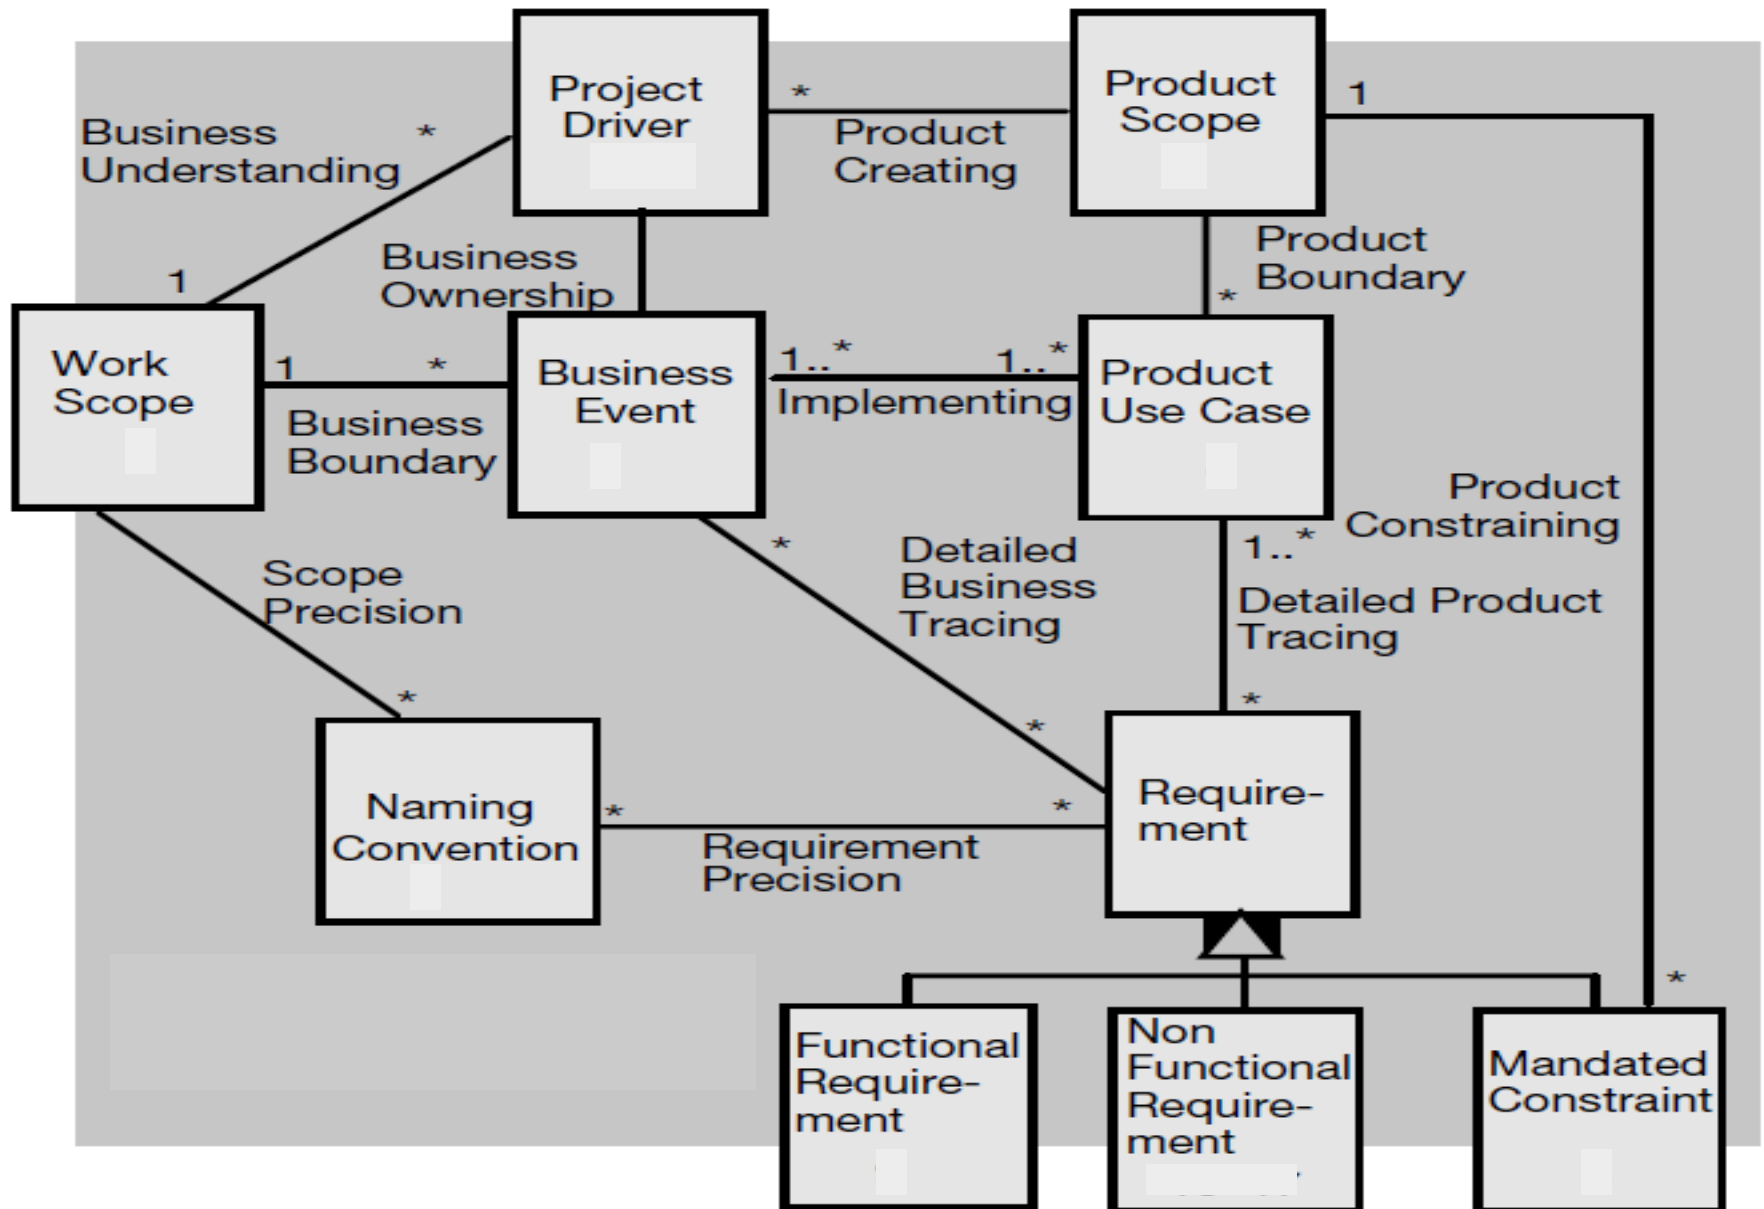 Project
Driver
*
Product
Creating
Product
Scope
1
Business
Understanding
*
1
Business
Ownership
Product
Boundary
*
Work
Scope
1
*
Business
Boundary
Business
Event
1..*
1..*
Implementing
Product
Use Case
Product
Constraining
Scope
Precision
*
*
Detailed
Business
Tracing
*
1..*
Detailed Product
Tracing
*
Naming
Convention
*
*
Requirement
Precision
Require-
ment
*
Functional
Require-
ment
Non
Functional
Require-
ment
Mandated
Constraint